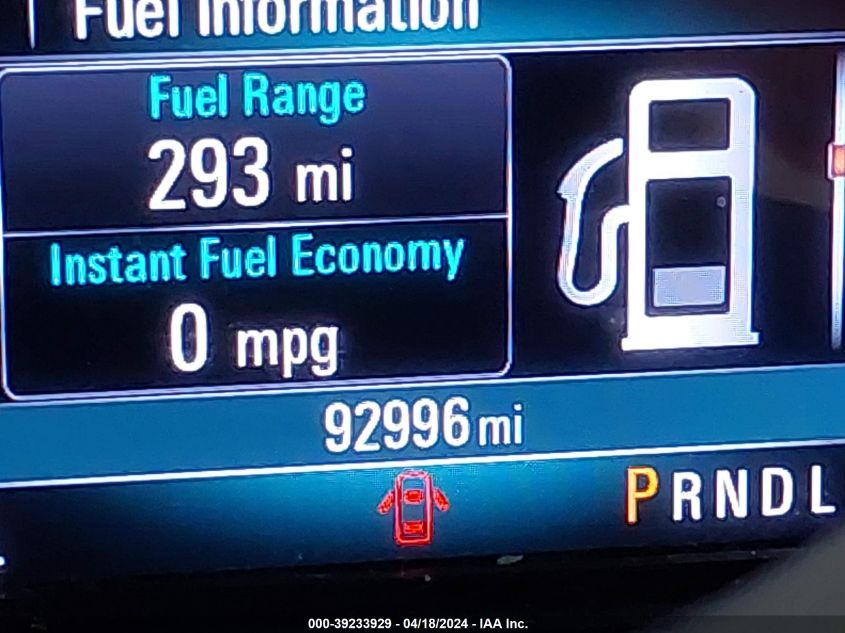 Fuel Information
Fuel Range
293 mi
Instant Fuel Economy
0 mpg
92996 mi
PRNDL
000-39233929 - 04/18/2024 - IAA Inc.